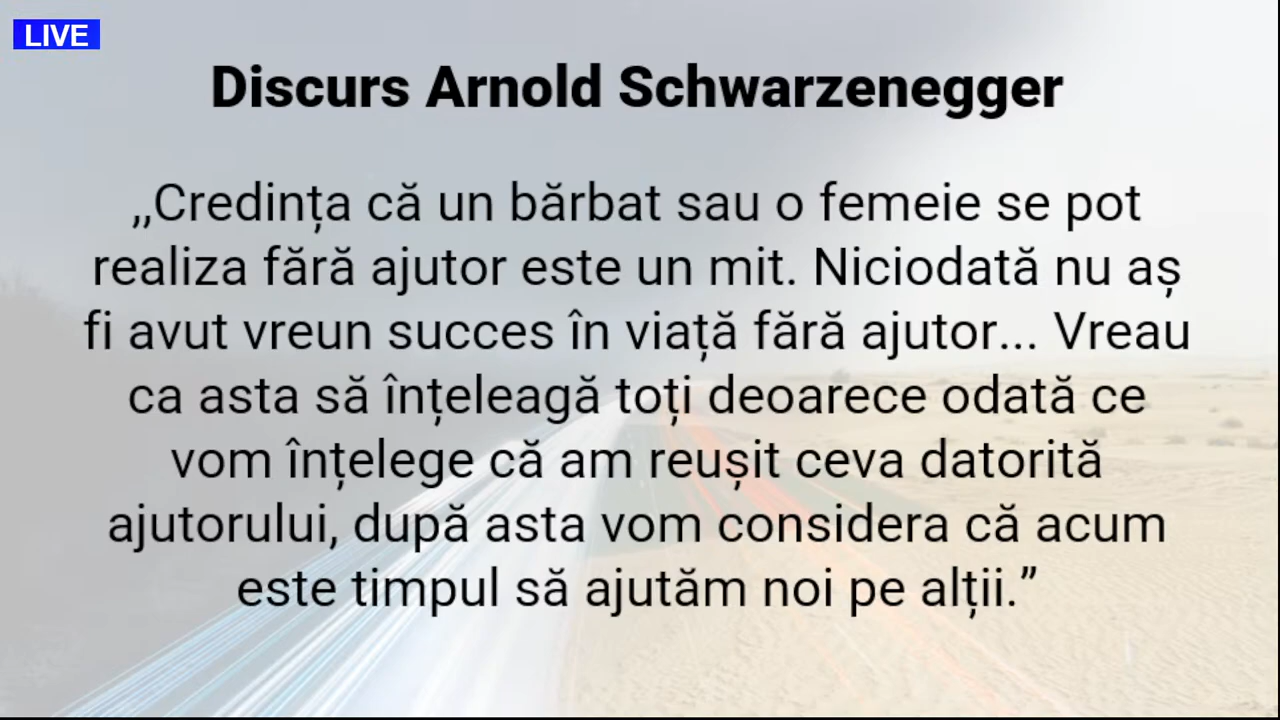 LIVE
Discurs Arnold Schwarzenegger
,,Credința că un bărbat sau o femeie se pot
realiza fără ajutor este un mit. Niciodată nu aș
fi avut vreun succes în viață fără ajutor... Vreau
ca asta să înțeleagă toți deoarece odată ce
vom înțelege că am reușit ceva datorită
ajutorului, după asta vom considera că acum
este timpul să ajutăm noi pe alții.”